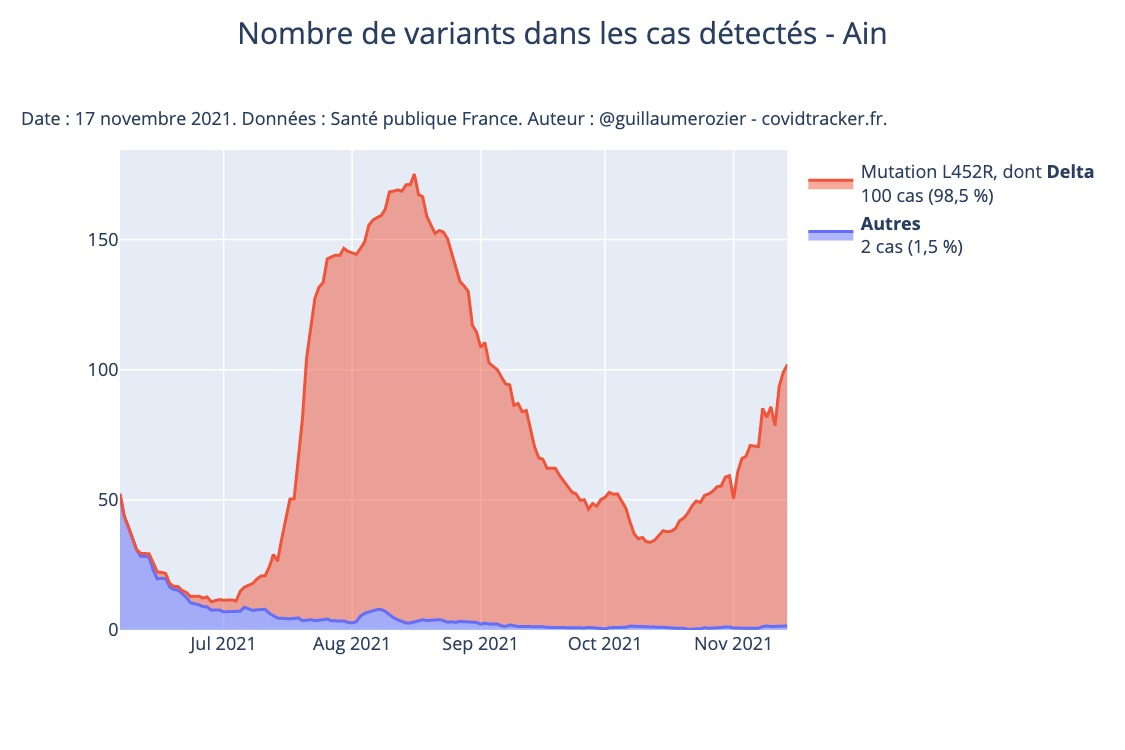 Nombre de variants dans les cas détectés - Ain
Date : 17 novembre 2021. Données : Santé publique France. Auteur : @guillaumerozier - covidtracker.fr.
Mutation L452R, dont Delta
100 cas (98,5 %)
Autres
2 cas (1,5 %)
150
100
50
0
Jul 2021
Aug 2021
Sep 2021
Oct 2021
Nov 2021